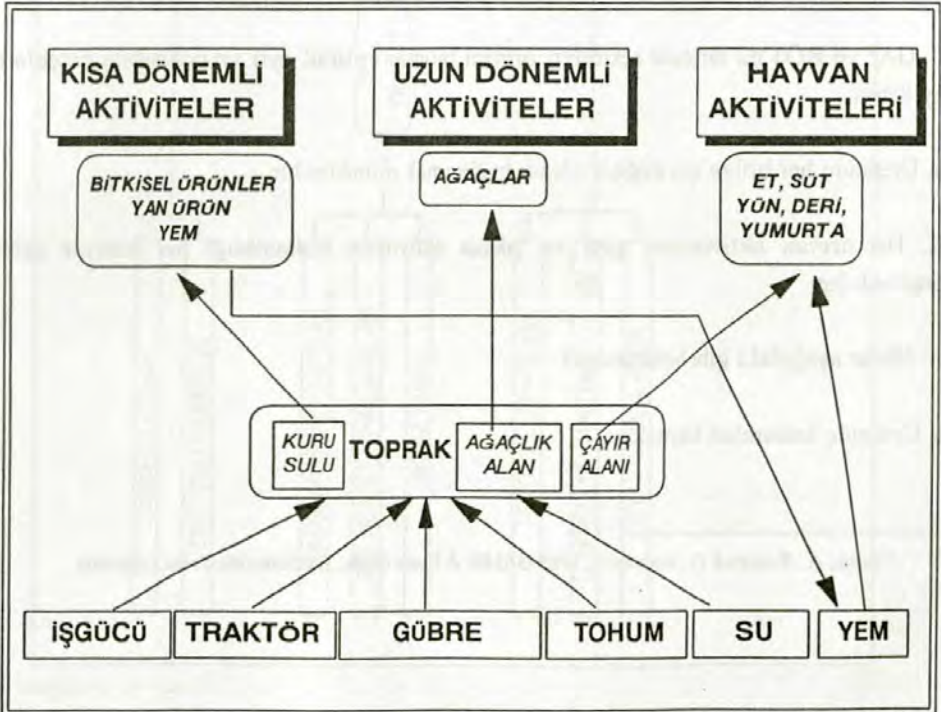 KISA DÖNEMLİ
AKTİVİTELER
UZUN DÖNEMLİ
AKTİVİTELER
HAYVAN
AKTİVİTELERİ
BİTKİSEL ÜRÜNLER
YAN ÜRÜN
YEM
AĞAÇLAR
ET, SÜT
YÖN, DERİ,
YUMURTA
KURU
SULU
TOPRAK
AĞAÇLIK
ALAN
ÇAYIR
ALANI
İŞGÜCÜ
TRAKTÖR
GÜBRE
TOHUM
SU
YEM